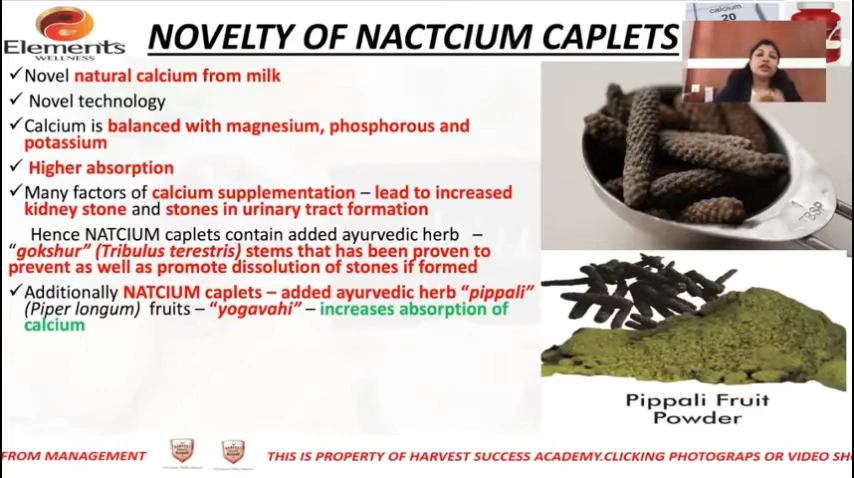 Elements
WELLNESS
NOVELTY OF NACTCIUM CAPLETS
calcium
20
✓Novel natural calcium from milk
✓ Novel technology
✓Calcium is balanced with magnesium, phosphorous and
potassium
✓ Higher absorption
✓Many factors of calcium supplementation – lead to increased
kidney stone and stones in urinary tract formation
Hence NATCIUM caplets contain added ayurvedic herb –
“gokshur” (Tribulus terestris) stems that has been proven to
prevent as well as promote dissolution of stones if formed
✓Additionally NATCIUM caplets – added ayurvedic herb “pippali”
(Piper longum) fruits – “yogavahi” – increases absorption of
calcium
1
TBSP
Pippali Fruit
Powder
FROM MANAGEMENT
THIS IS PROPERTY OF HARVEST SUCCESS ACADEMY.CLICKING PHOTOGRAPS OR VIDEO SHO